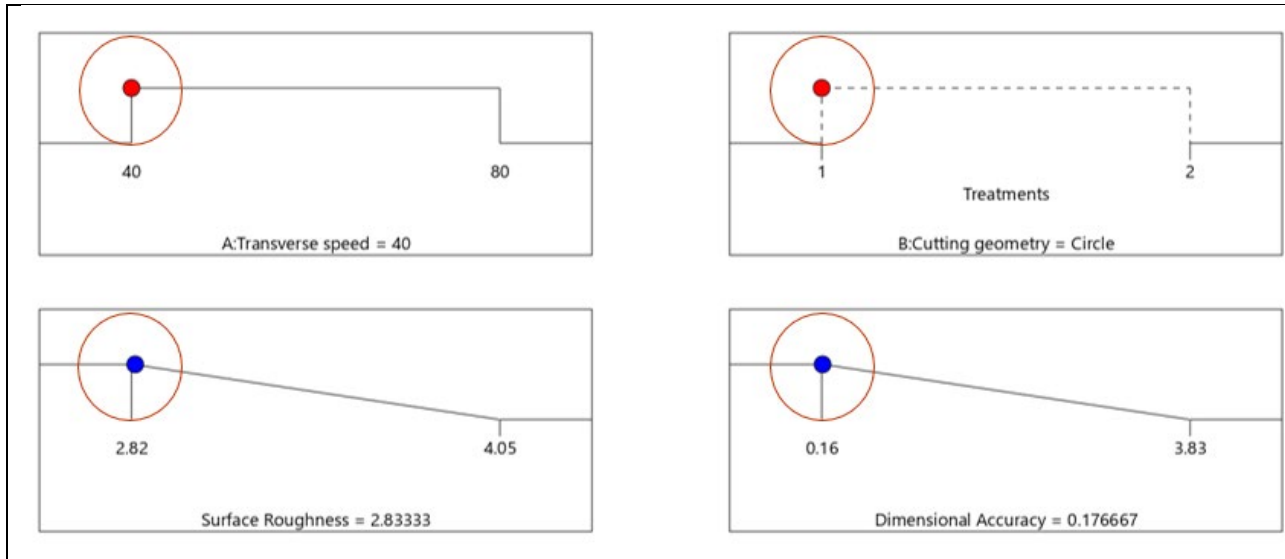 40
80
A:Transverse speed = 40
1
2
Treatments
B:Cutting geometry = Circle
2.82
4.05
Surface Roughness = 2.83333
0.16
3.83
Dimensional Accuracy = 0.176667